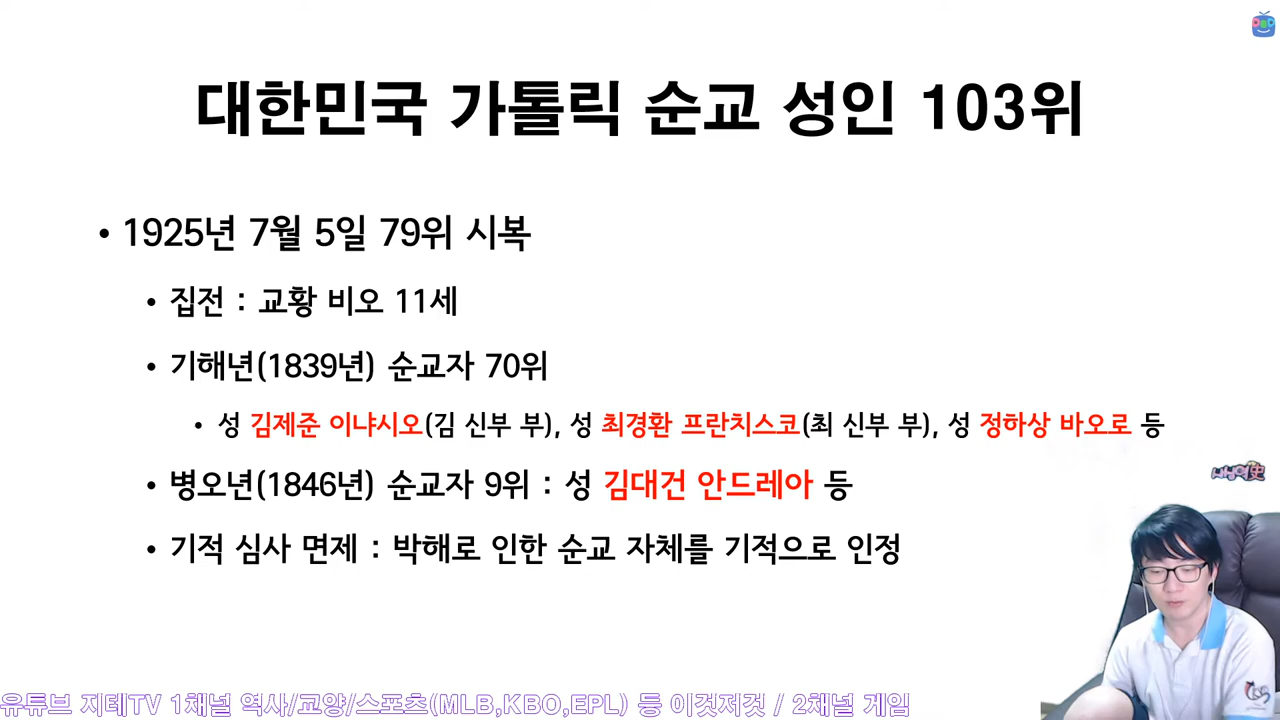 대한민국 가톨릭 순교 성인 103위
• 1925년 7월 5일 79위 시복
• 집전 : 교황 비오 11세
• 기해년(1839년) 순교자 70위
• 성 김제준 이냐시오(김 신부 부), 성 최경환 프란치스코(최 신부 부), 성 정하상 바오로 등
• 병오년(1846년) 순교자 9위 : 성 김대건 안드레아 등
• 기적 심사 면제 : 박해로 인한 순교 자체를 기적으로 인정
유튜브 지테TV 1채널 역사/교양/스포츠(MLB,KBO,EPL) 등 이것저것 / 2채널 게임